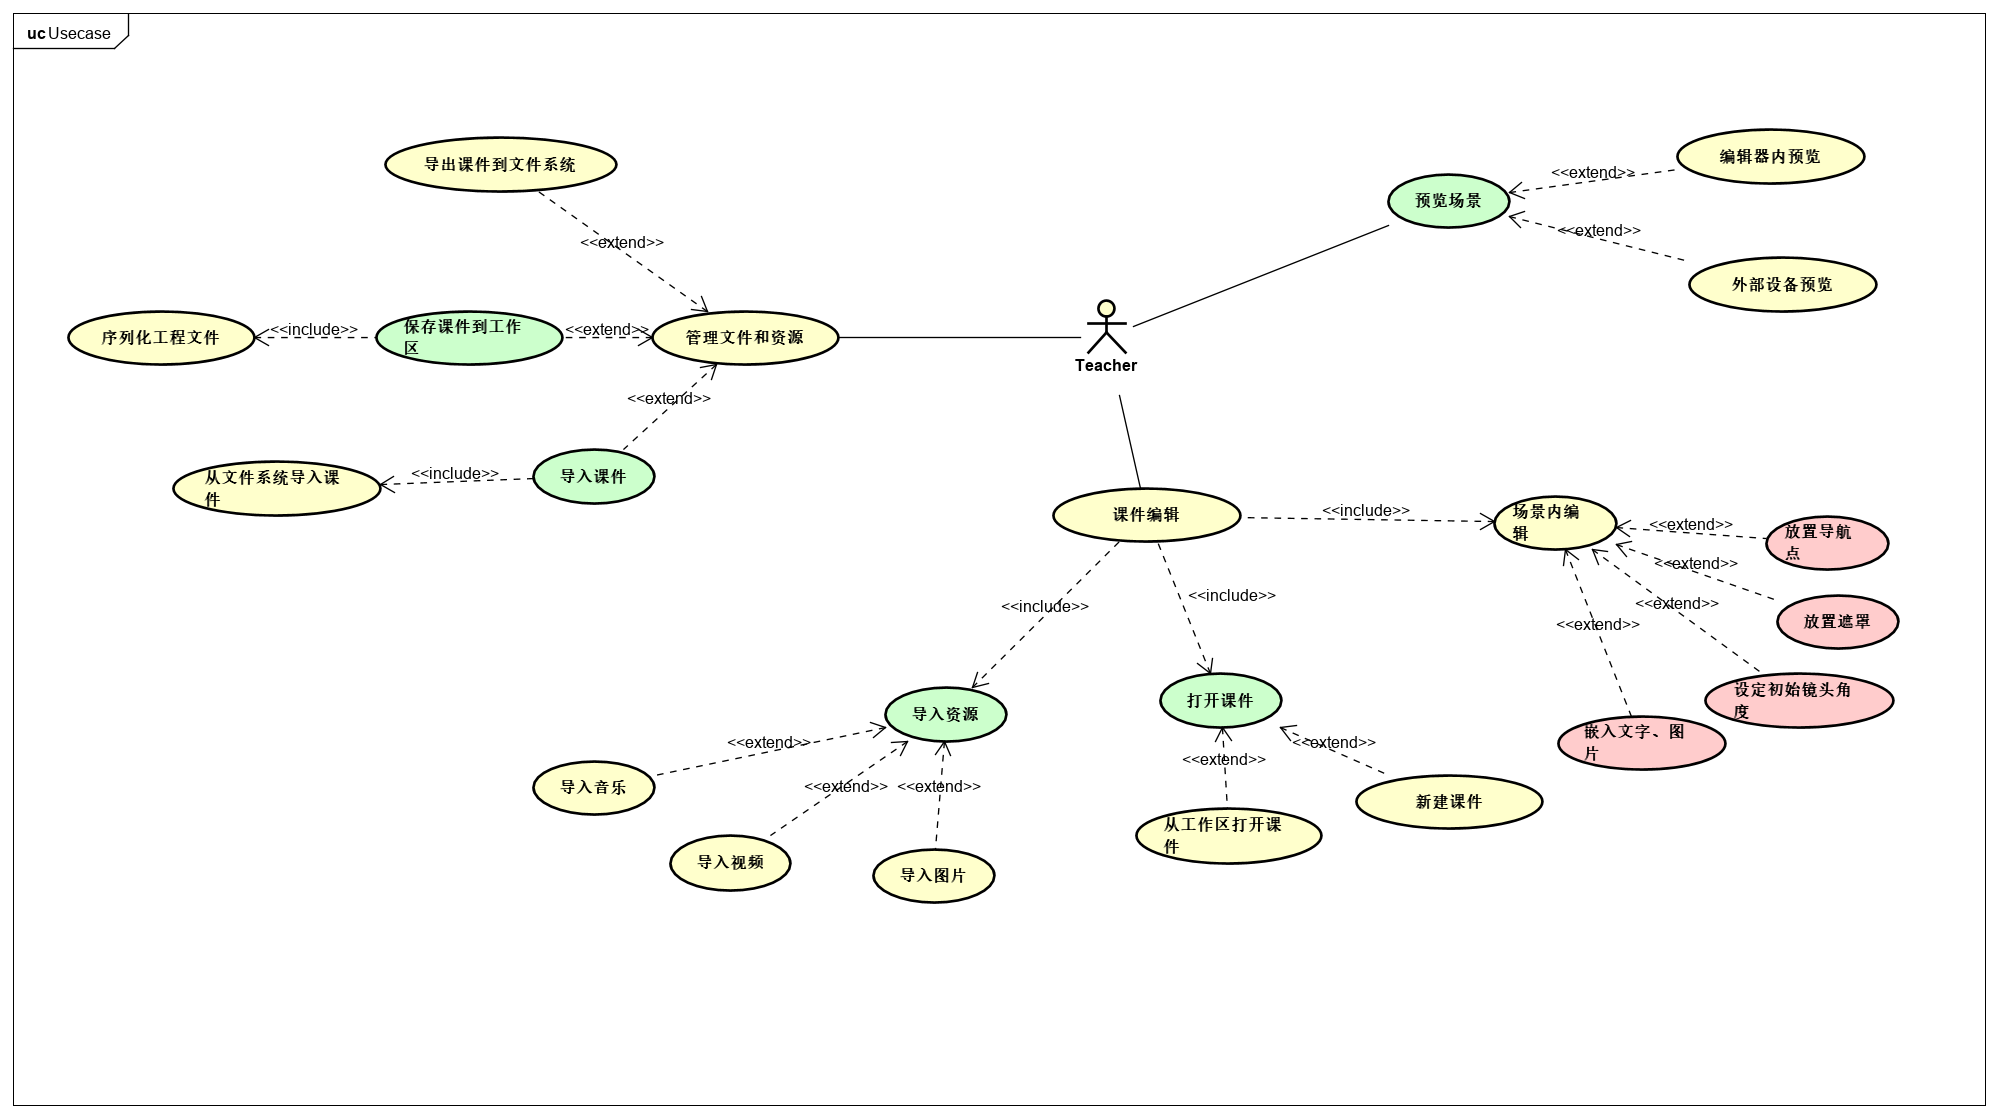 uc Usecase
导出课件到文件系统
编辑器内预览
<<extend>>
预览场景
<<extend>>
<<extend>>
外部设备预览
序列化工程文件
<<include>>
保存课件到工作
区
<<extend>>
管理文件和资源
Teacher
<<extend>>
从文件系统导入课
件
<<include>>
导入课件
课件编辑
<<include>>
场景内编
辑
<<extend>>
放置导航
点
<<extend>>
放置遮罩
<<extend>>
<<extend>>
设定初始镜头角
度
嵌入文字、图
片
<<include>>
<<include>>
导入资源
打开课件
<<extend>>
<<extend>>
<<extend>>
<<extend>>
<<extend>>
导入音乐
导入视频
导入图片
从工作区打开课
件
新建课件